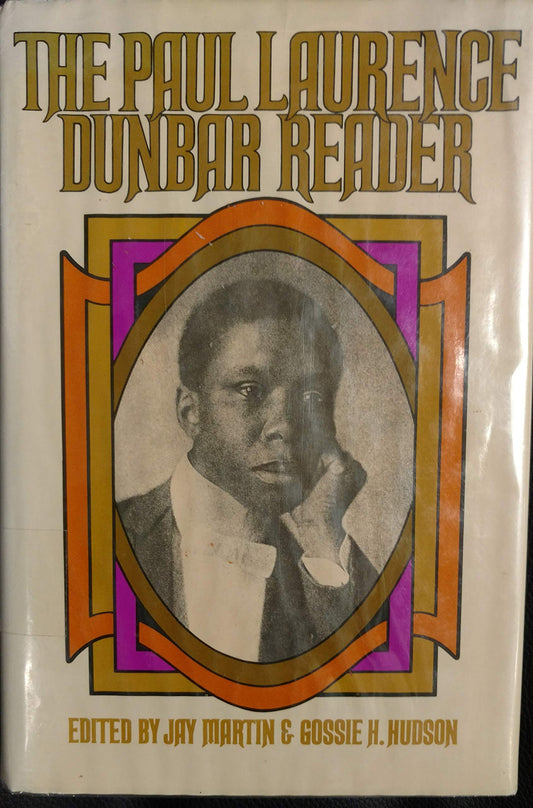 THE PAUL LAURENCE
DUNBAR READER
EDITED BY JAY MARTIN & GOSSIE H. HUDSON